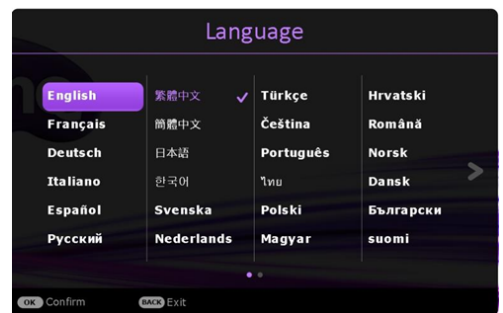 Language
English
Français
Deutsch
Italiano
Español
Русский
繁體中文
簡體中文
日本語
한국어
Svenska
Nederlands
Türkçe
Čeština
Português
ไทย
Polski
Magyar
Hrvatski
Română
Norsk
Dansk
Български
suomi
OK Confirm
BACK Exit